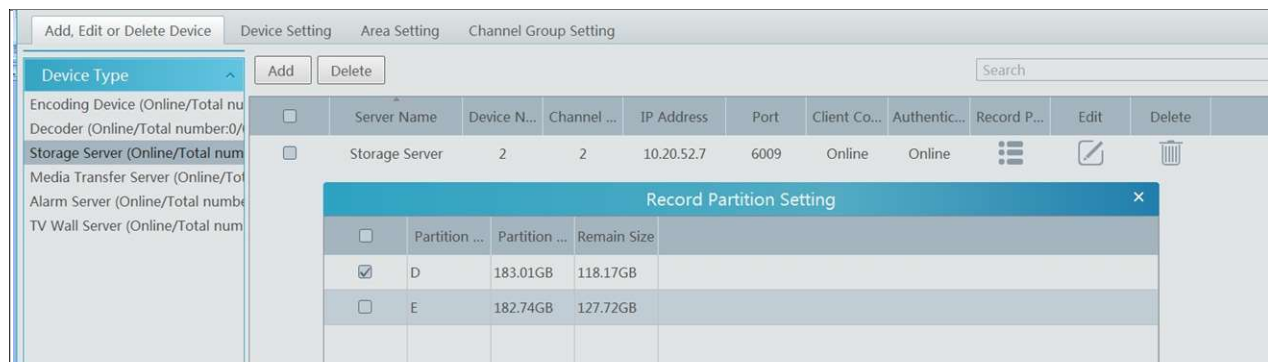 Add, Edit or Delete Device Device Setting Area Setting Channel Group Setting
Device Type
Add Delete Search
Encoding Device (Online/Total nu
Decoder (Online/Total number:0/
Storage Server (Online/Total num
Media Transfer Server (Online/Tot
Alarm Server (Online/Total numbe
TV Wall Server (Online/Total num
Server Name Device N... Channel ... IP Address Port Client Co... Authentic... Record P... Edit Delete
Storage Server 2 2 10.20.52.7 6009 Online Online
Record Partition Setting
Partition ... Partition ... Remain Size
D 183.01GB 118.17GB
E 182.74GB 127.72GB